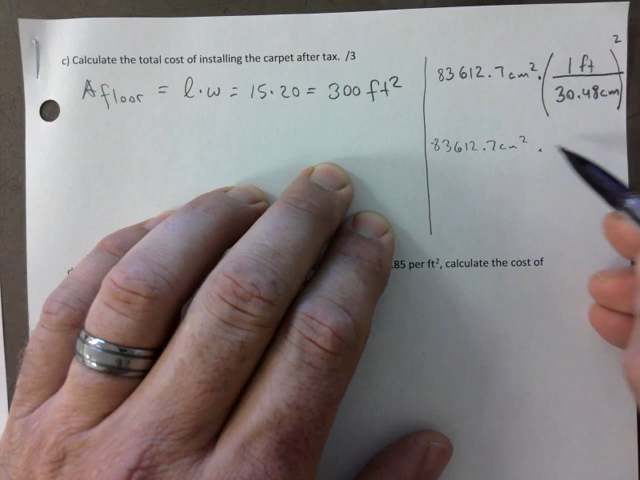 c) Calculate the total cost of installing the carpet after tax. /3
A floor = l·w = 15·20 = 300 ft²
83612.7cm² · (1 ft / 30.48cm)²
83612.7cm² ·
.85 per ft², calculate the cost of